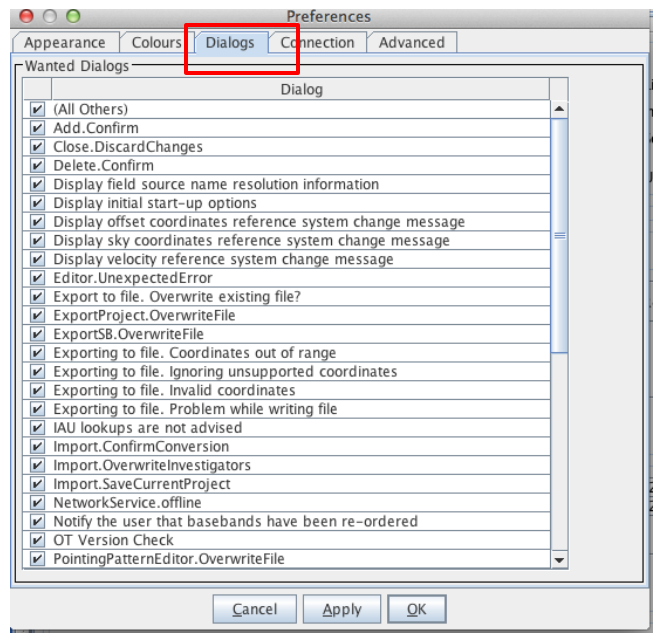 Preferences
Appearance Colours Dialogs Connection Advanced
Wanted Dialogs
Dialog
(All Others)
Add.Confirm
Close.DiscardChanges
Delete.Confirm
Display field source name resolution information
Display initial start-up options
Display offset coordinates reference system change message
Display sky coordinates reference system change message
Display velocity reference system change message
Editor.UnexpectedError
Export to file. Overwrite existing file?
ExportProject.OverwriteFile
ExportSB.OverwriteFile
Exporting to file. Coordinates out of range
Exporting to file. Ignoring unsupported coordinates
Exporting to file. Invalid coordinates
Exporting to file. Problem while writing file
IAU lookups are not advised
Import.ConfirmConversion
Import.OverwriteInvestigators
Import.SaveCurrentProject
NetworkService.offline
Notify the user that basebands have been re-ordered
OT Version Check
PointingPatternEditor.OverwriteFile
Cancel Apply OK